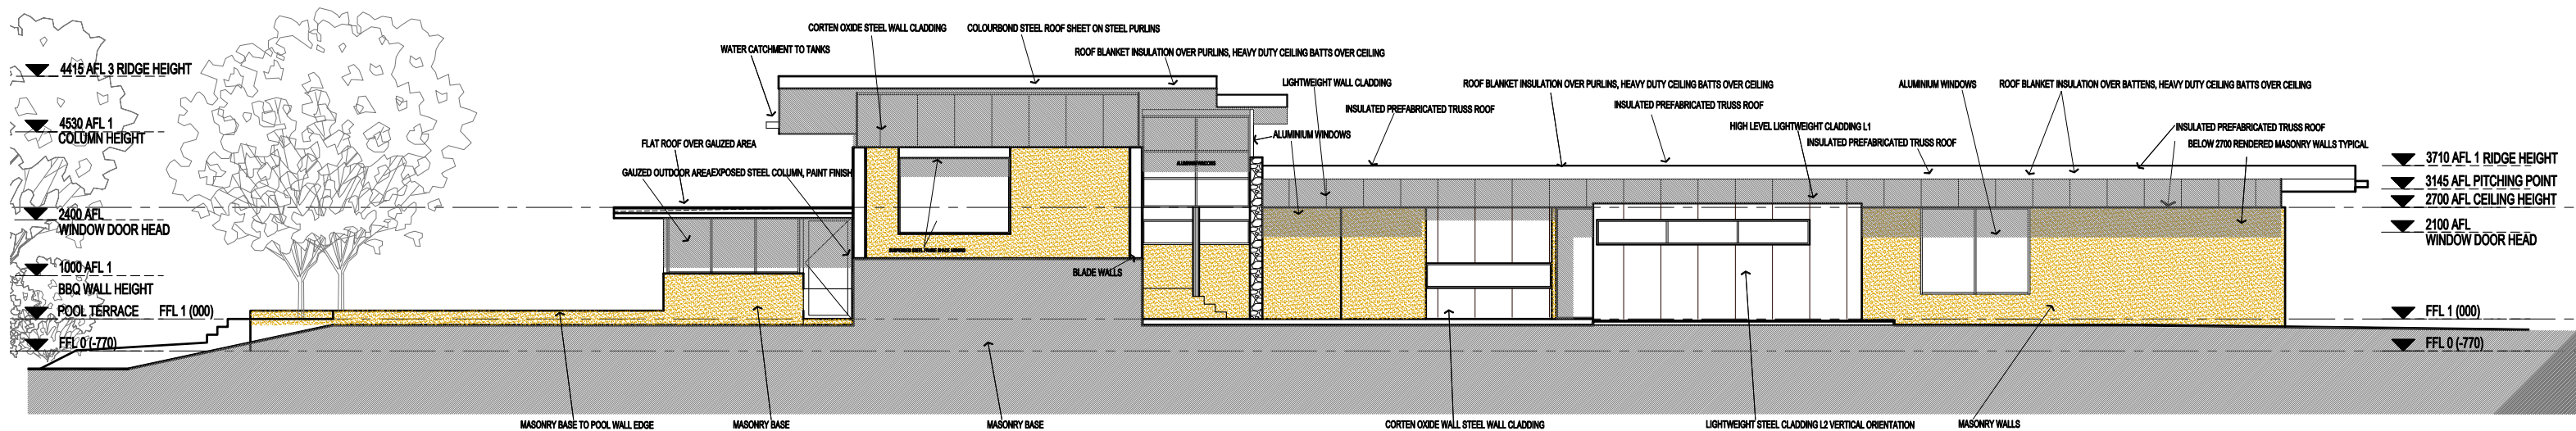 CORTEN OXIDE STEEL WALL CLADDING
COLOURBOND STEEL ROOF SHEET ON STEEL PURLINS
WATER CATCHMENT TO TANKS
ROOF BLANKET INSULATION OVER PURLINS, HEAVY DUTY CEILING BATTS OVER CEILING
4415 AFL 3 RIDGE HEIGHT
LIGHTWEIGHT WALL CLADDING
ROOF BLANKET INSULATION OVER PURLINS, HEAVY DUTY CEILING BATTS OVER CEILING
ALUMINIUM WINDOWS
ROOF BLANKET INSULATION OVER BATTENS, HEAVY DUTY CEILING BATTS OVER CEILING
INSULATED PREFABRICATED TRUSS ROOF
INSULATED PREFABRICATED TRUSS ROOF
4530 AFL 1
COLUMN HEIGHT
ALUMINIUM WINDOWS
HIGH LEVEL LIGHTWEIGHT CLADDING L1
INSULATED PREFABRICATED TRUSS ROOF
FLAT ROOF OVER GAUZED AREA
INSULATED PREFABRICATED TRUSS ROOF
BELOW 2700 RENDERED MASONRY WALLS TYPICAL
ALUMINIUM WINDOWS
3710 AFL 1 RIDGE HEIGHT
GAUZED OUTDOOR AREA
EXPOSED STEEL COLUMN, PAINT FINISH
3145 AFL PITCHING POINT
2700 AFL CEILING HEIGHT
2400 AFL
WINDOW DOOR HEAD
2100 AFL
WINDOW DOOR HEAD
1000 AFL 1
BBQ WALL HEIGHT
BLADE WALLS
POOL TERRACE FFL 1 (000)
FFL 1 (000)
FFL 0 (-770)
FFL 0 (-770)
MASONRY BASE TO POOL WALL EDGE
MASONRY BASE
MASONRY BASE
CORTEN OXIDE WALL STEEL WALL CLADDING
LIGHTWEIGHT STEEL CLADDING L2 VERTICAL ORIENTATION
MASONRY WALLS